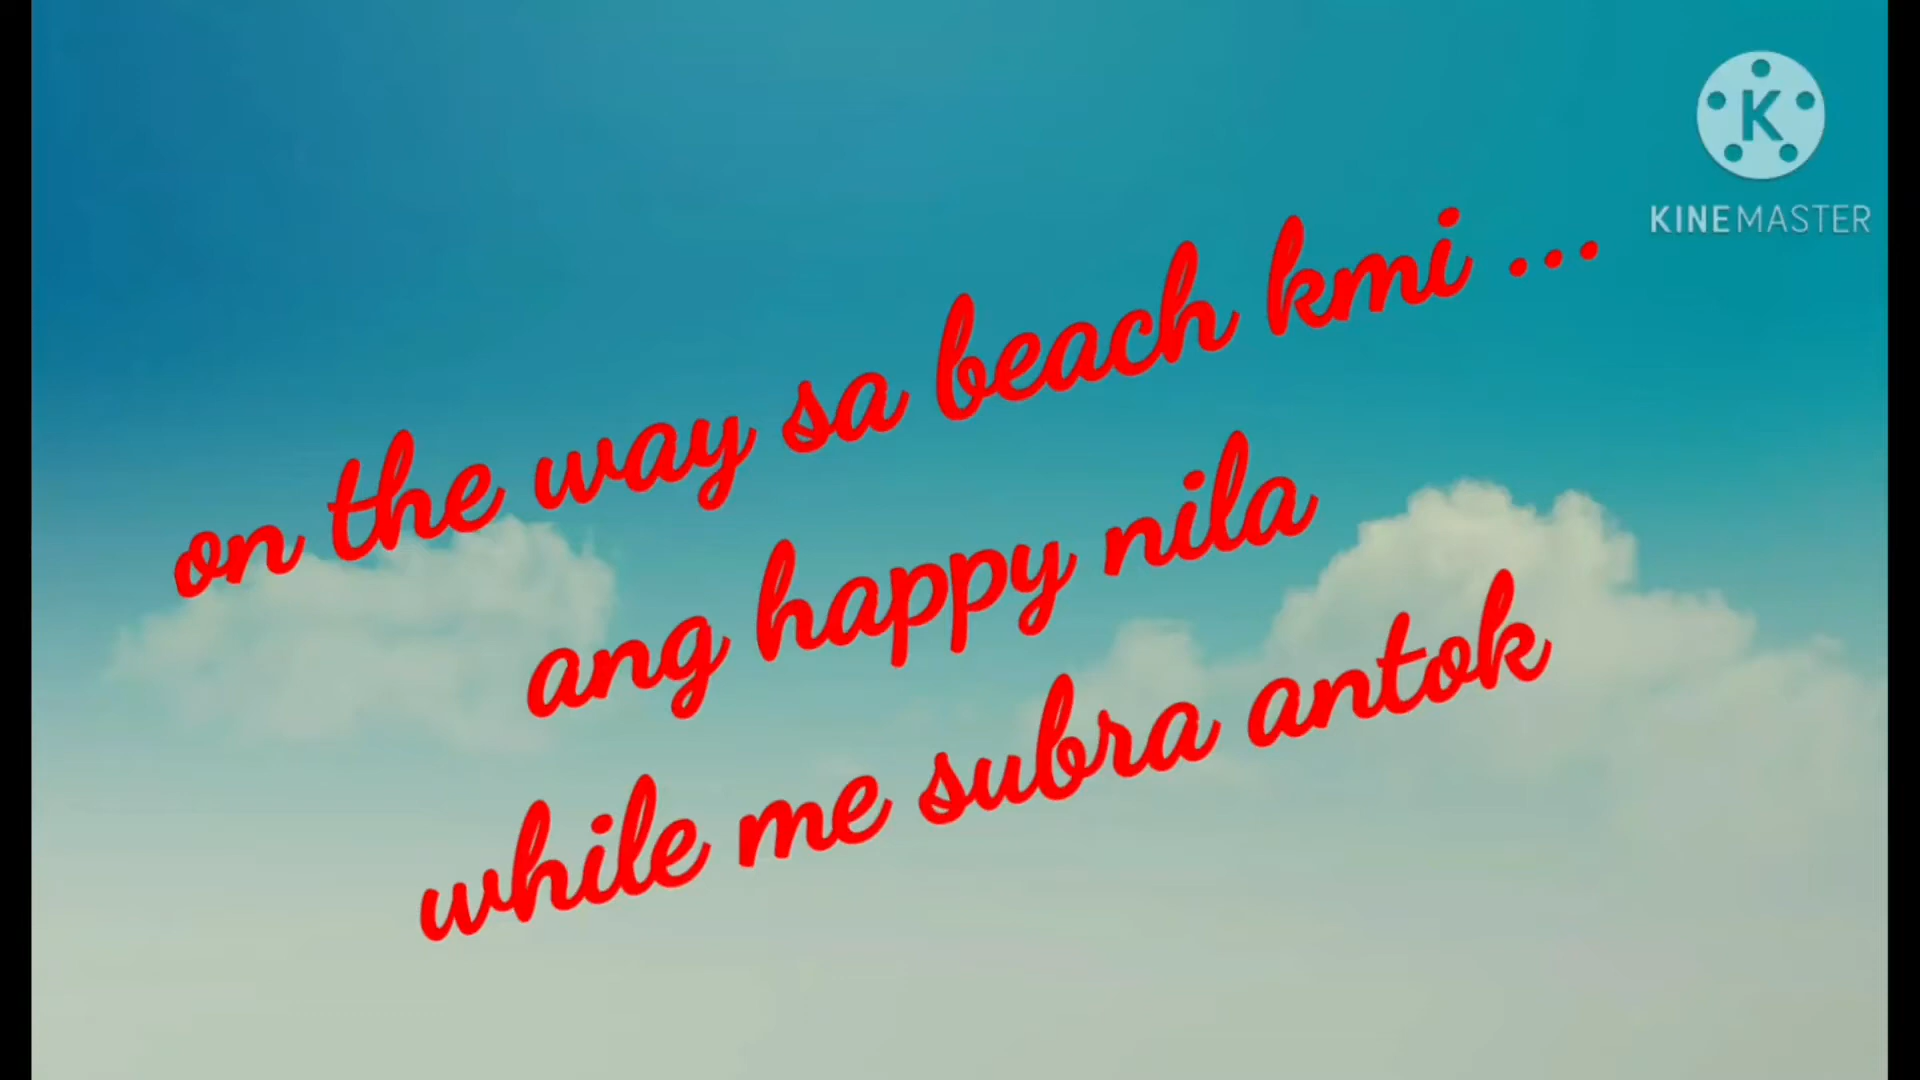 K
KINEMASTER
on the way sa beach kmi ...
ang happy nila
while me subra antok